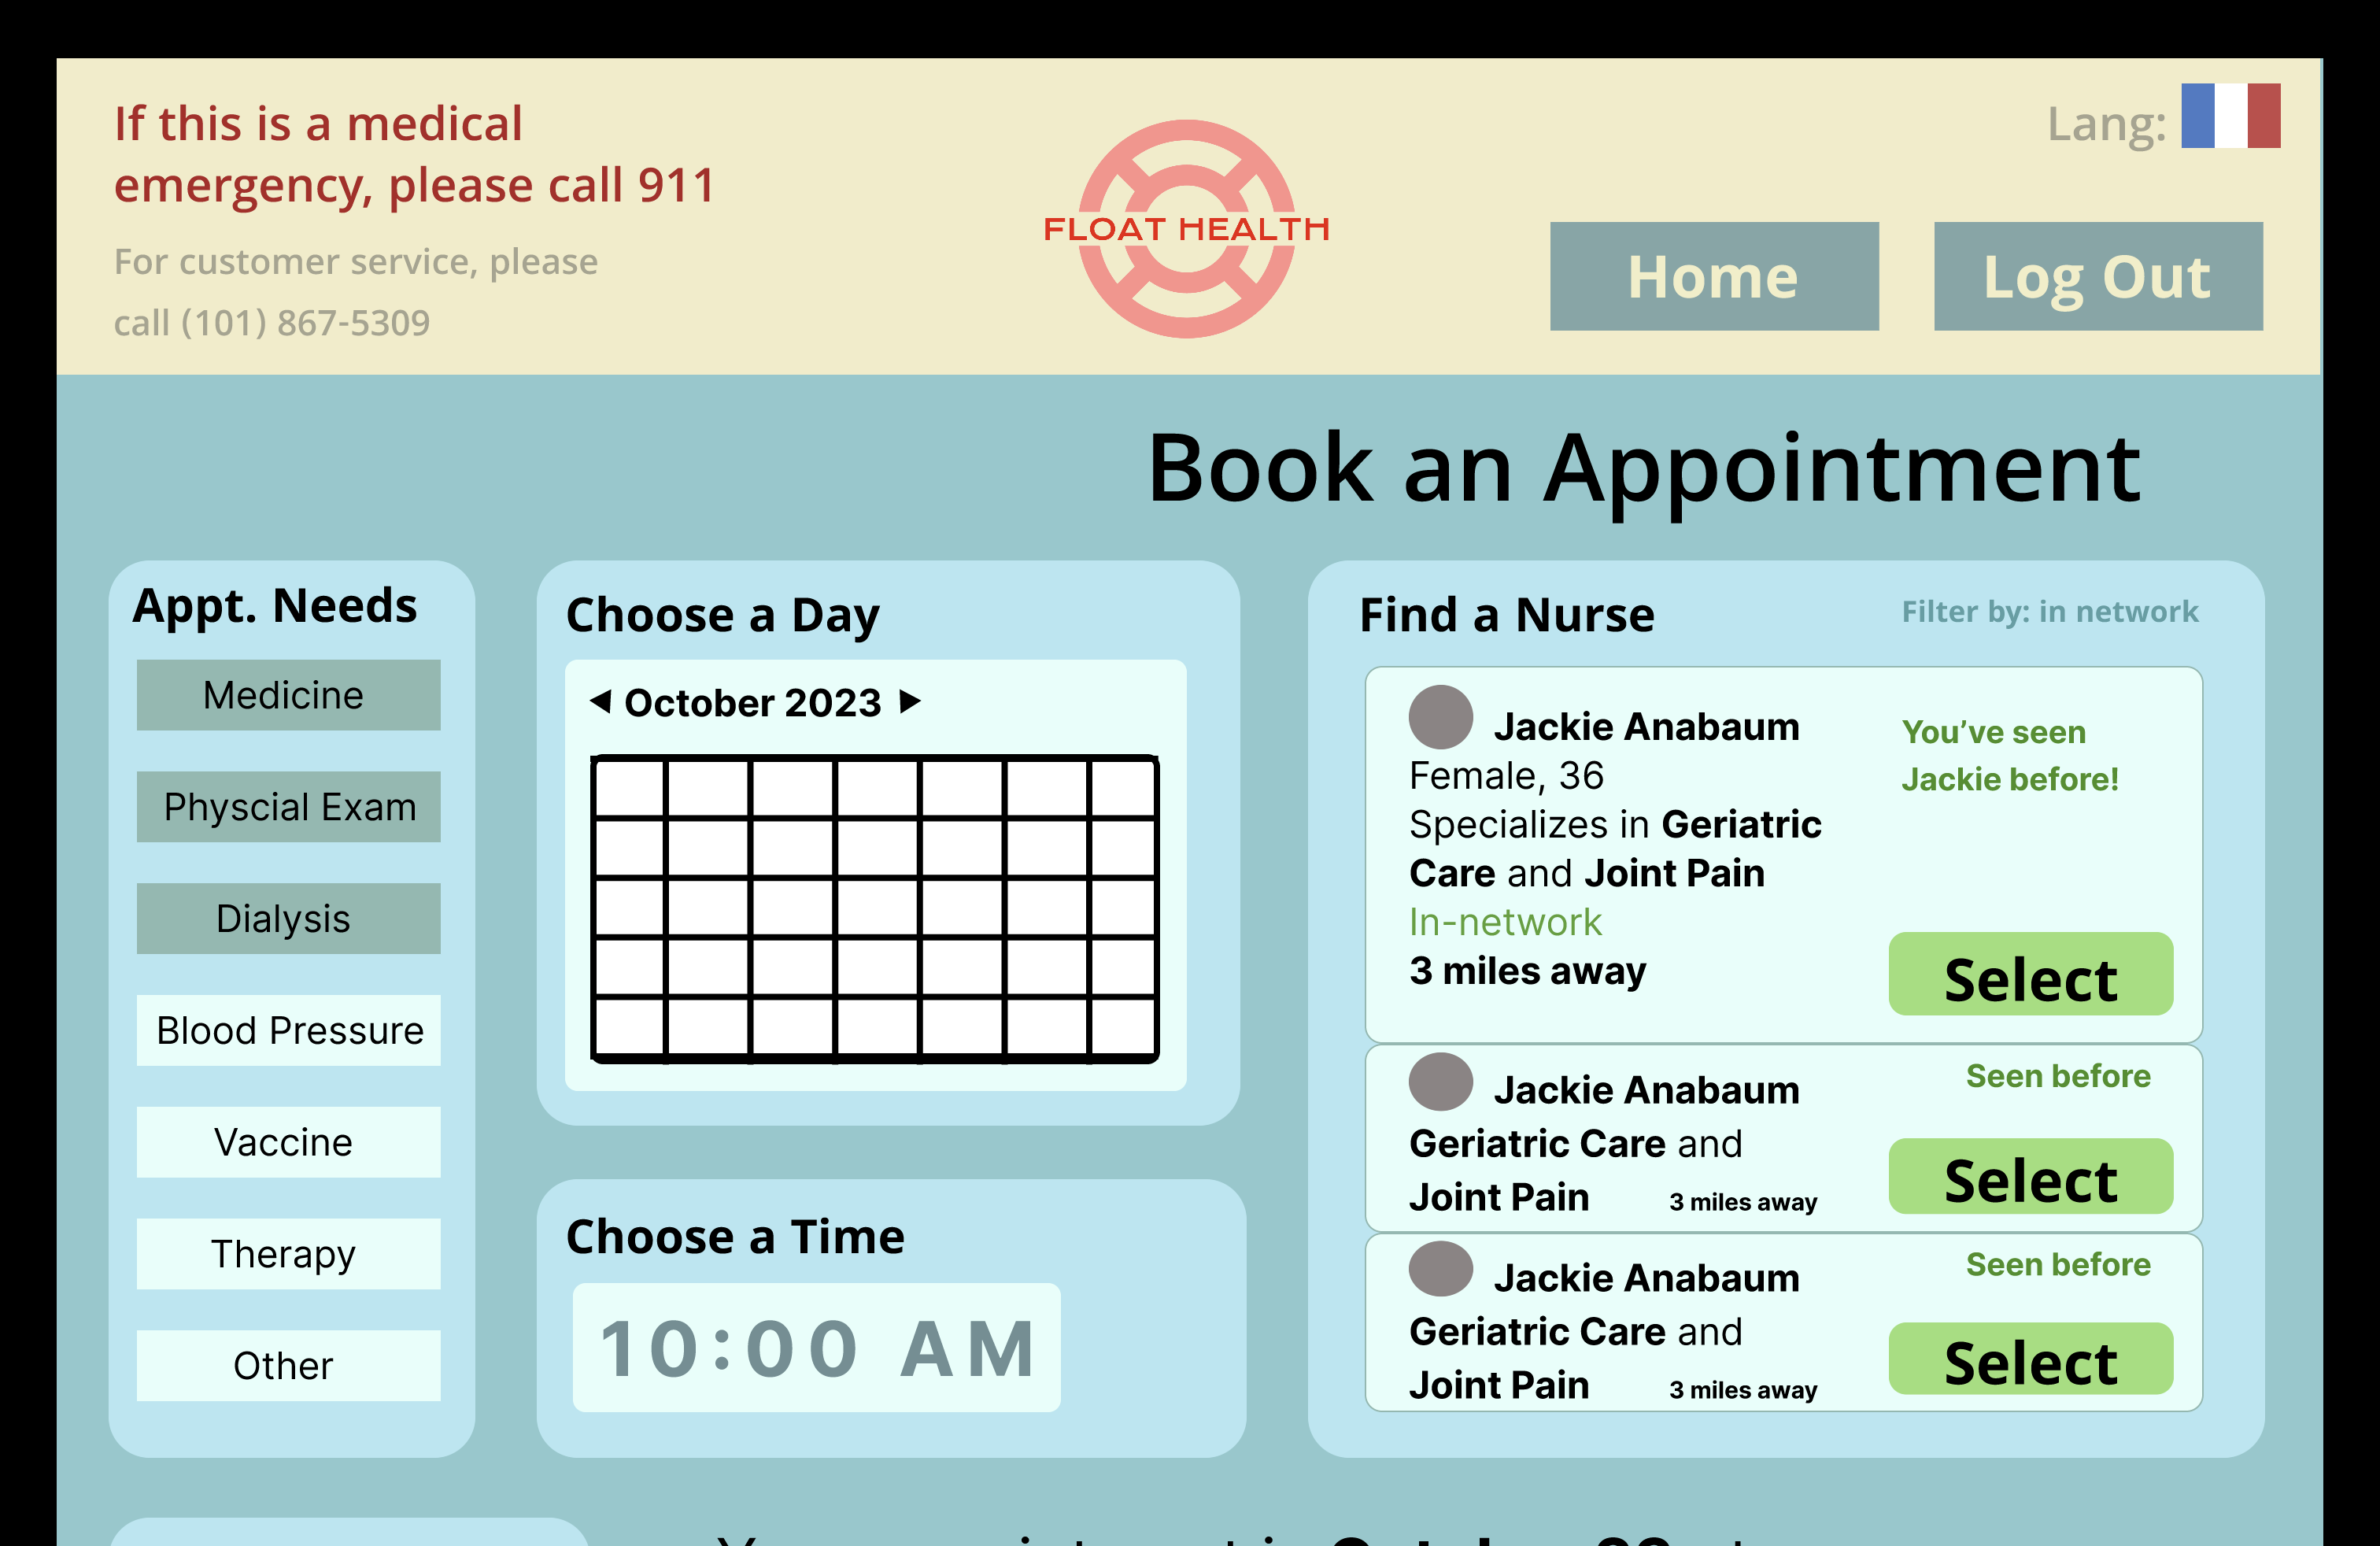 If this is a medical
emergency, please call 911
For customer service, please
call (101) 867-5309
FLOAT HEALTH
Lang:
Home
Log Out
Book an Appointment
Appt. Needs
Medicine
Physcial Exam
Dialysis
Blood Pressure
Vaccine
Therapy
Other
Choose a Day
October 2023
Choose a Time
10:00 AM
Find a Nurse
Filter by: in network
Jackie Anabaum
Female, 36
Specializes in Geriatric
Care and Joint Pain
In-network
3 miles away
You've seen
Jackie before!
Select
Jackie Anabaum
Geriatric Care and
Joint Pain
3 miles away
Seen before
Select
Jackie Anabaum
Geriatric Care and
Joint Pain
3 miles away
Seen before
Select